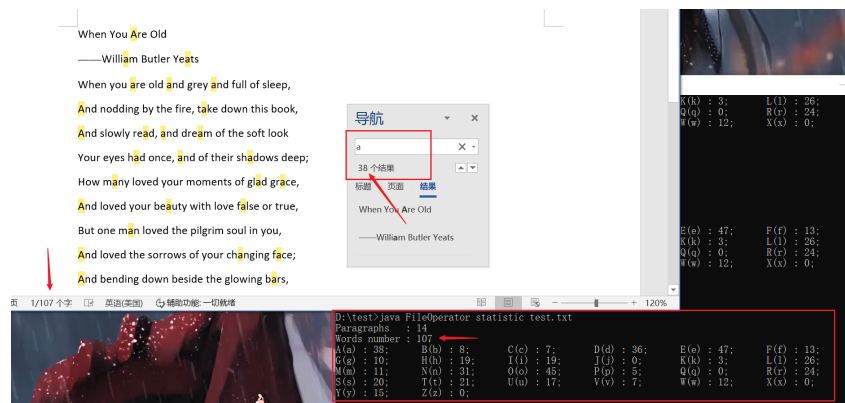 When You Are Old
——William Butler Yeats
When you are old and grey and full of sleep,
And nodding by the fire, take down this book,
And slowly read, and dream of the soft look
Your eyes had once, and of their shadows deep;
How many loved your moments of glad grace,
And loved your beauty with love false or true,
But one man loved the pilgrim soul in you,
And loved the sorrows of your changing face;
And bending down beside the glowing bars,
导航
a
38 个结果
标题 页面 结果
When You Are Old
——William Butler Yeats
页 1/107 个字 英语(美国) 辅助功能: 一切就绪 120%
K(k) : 3; L(l) : 26;
Q(q) : 0; R(r) : 24;
W(w) : 12; X(x) : 0;
E(e) : 47; F(f) : 13;
K(k) : 3; L(l) : 26;
Q(q) : 0; R(r) : 24;
W(w) : 12; X(x) : 0;
D:\test>java FileOperator statistic test.txt
Paragraphs : 14
Words number : 107
A(a) : 38; B(b) : 8; C(c) : 7; D(d) : 36; E(e) : 47; F(f) : 13;
G(g) : 10; H(h) : 19; I(i) : 19; J(j) : 0; K(k) : 3; L(l) : 26;
M(m) : 11; N(n) : 31; O(o) : 45; P(p) : 5; Q(q) : 0; R(r) : 24;
S(s) : 20; T(t) : 21; U(u) : 17; V(v) : 7; W(w) : 12; X(x) : 0;
Y(y) : 15; Z(z) : 0;